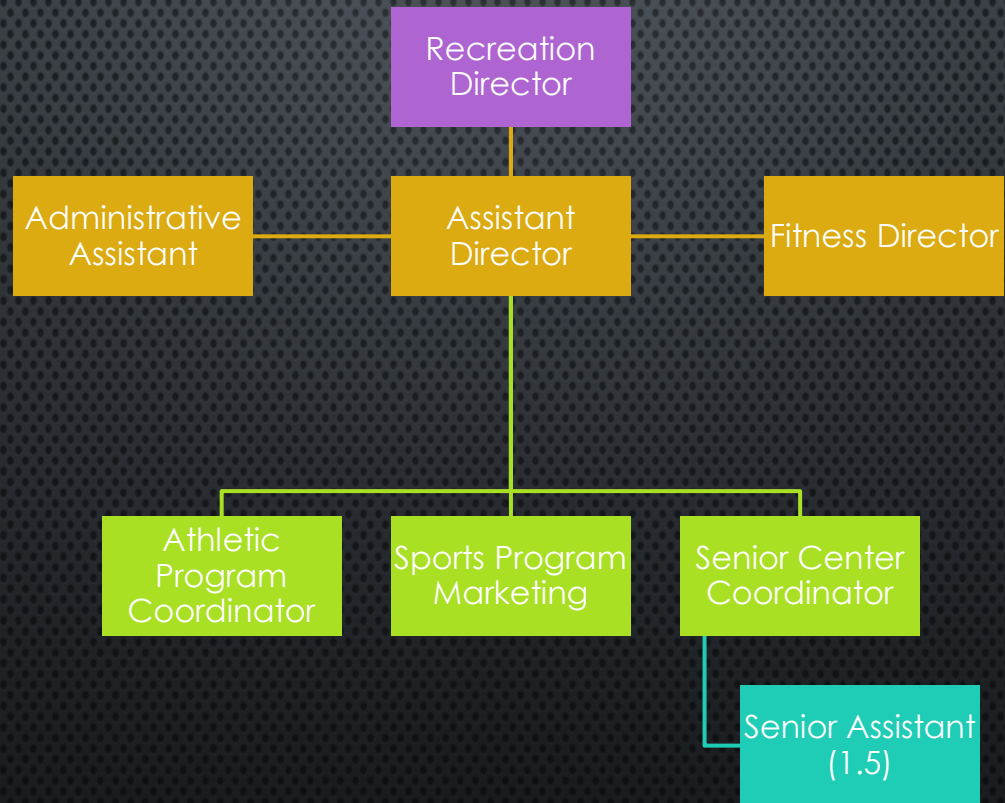 Recreation
Director
Administrative
Assistant
Assistant
Director
Fitness Director
Athletic
Program
Coordinator
Sports Program
Marketing
Senior Center
Coordinator
Senior Assistant
(1.5)